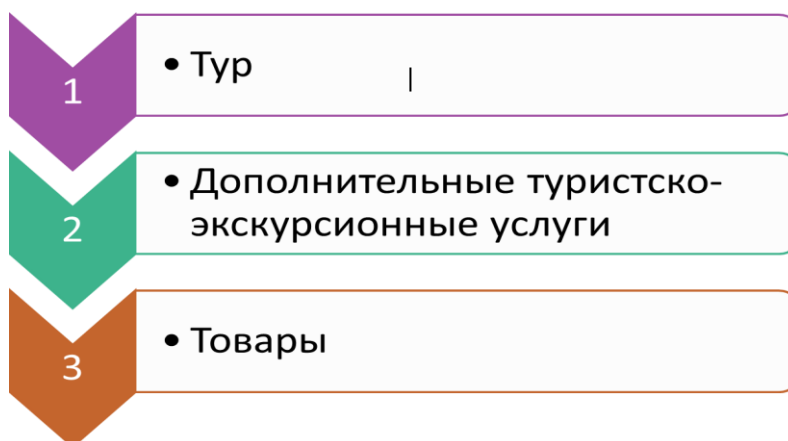 1
• Тур
2
• Дополнительные туристско-
экскурсионные услуги
3
• Товары